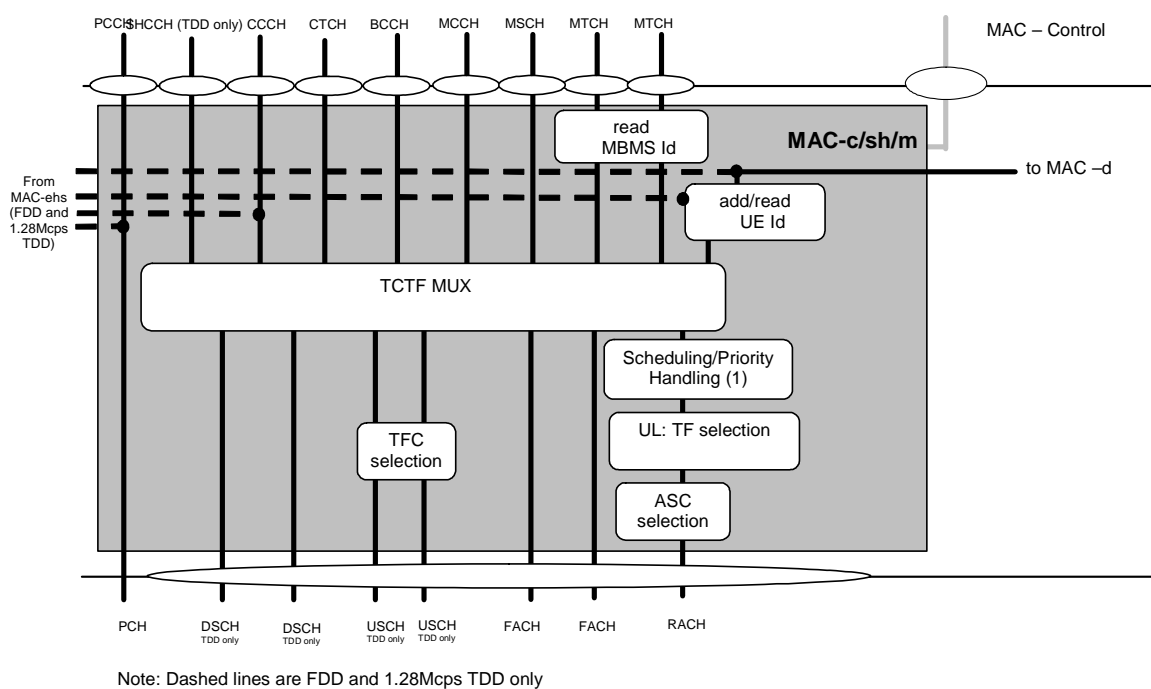 PCCH SHCCH (TDD only) CCCH CTCH BCCH MCCH MSCH MTCH MTCH
MAC – Control
read
MBMS Id
MAC-c/sh/m
From
MAC-ehs
(FDD and
1.28Mcps
TDD)
to MAC –d
add/read
UE Id
TCTF MUX
Scheduling/Priority
Handling (1)
UL: TF selection
TFC
selection
ASC
selection
PCH
DSCH
TDD only
DSCH
TDD only
USCH
TDD only
USCH
TDD only
FACH
FACH
RACH
Note: Dashed lines are FDD and 1.28Mcps TDD only